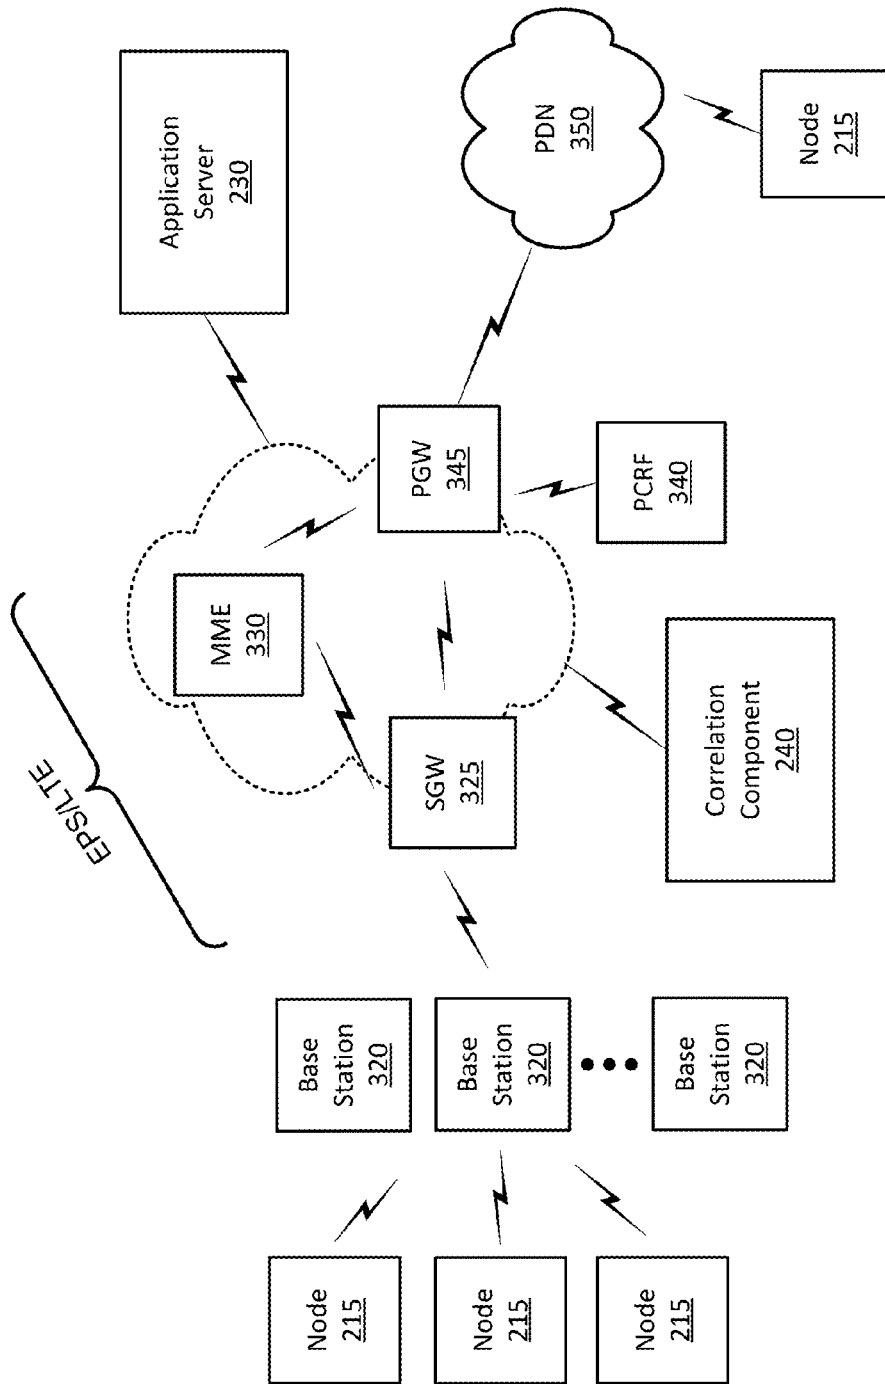 EPS/LTE
Node
215
Node
215
Node
215
Base
Station
320
Base
Station
320
Base
Station
320
SGW
325
MME
330
PGW
345
PCRF
340
Correlation
Component
240
Application
Server
230
PDN
350
Node
215